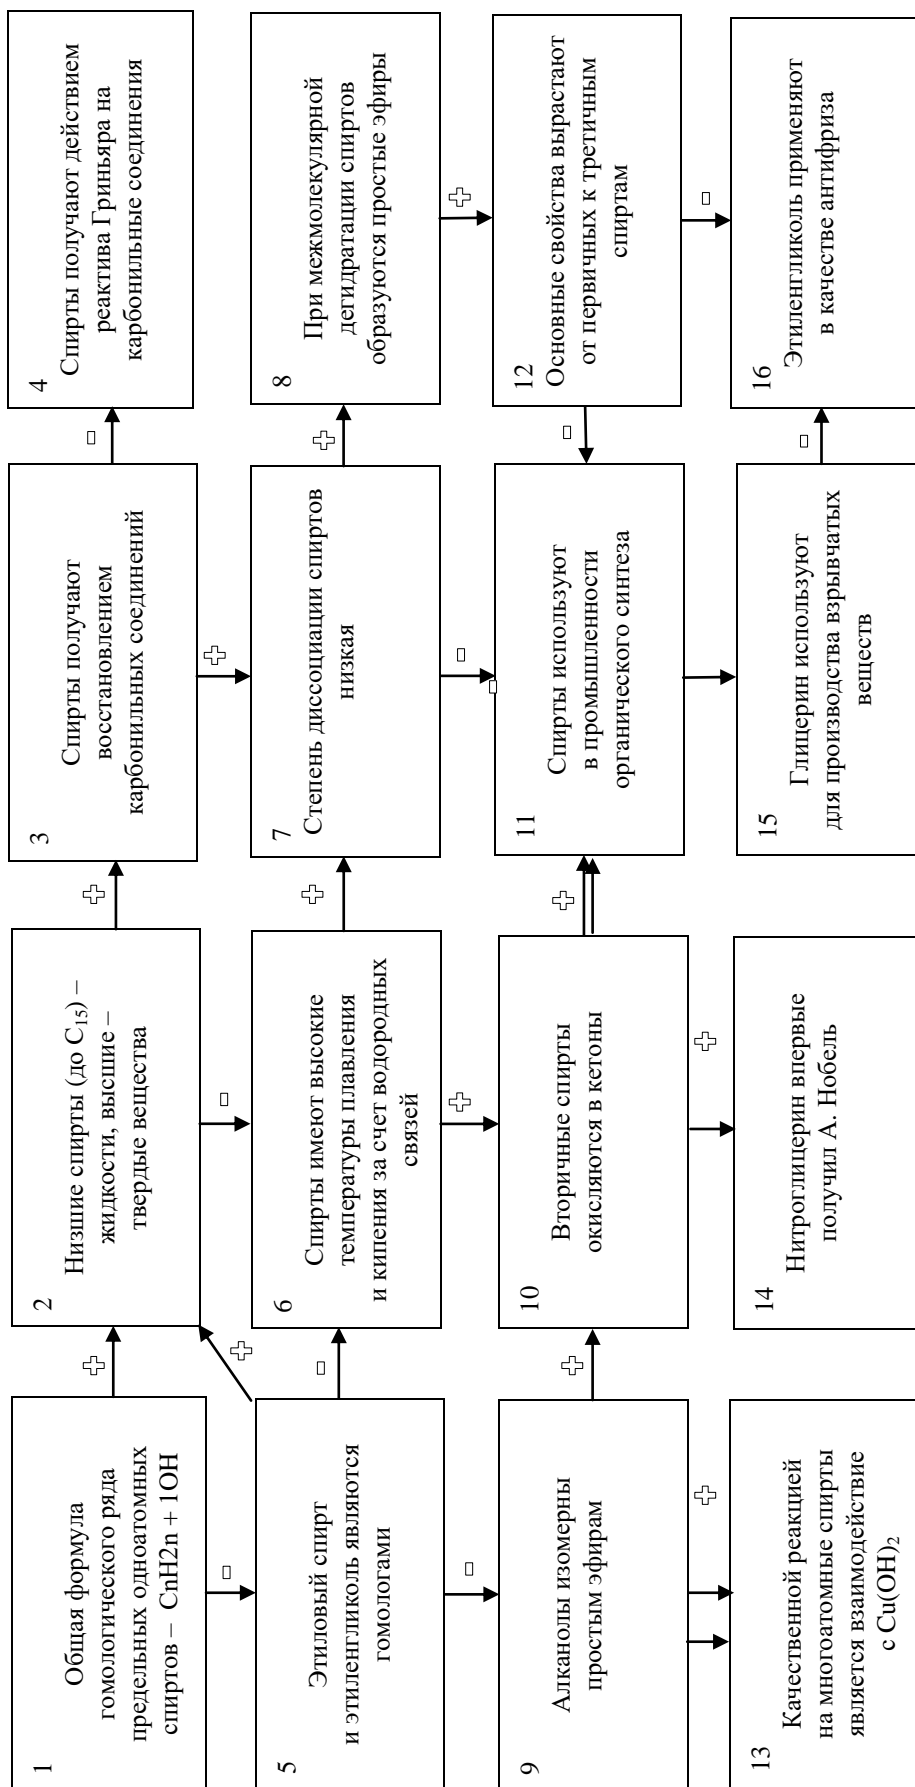 1
Общая формула
гомологического ряда
предельных одноатомных
спиртов – CnH2n + 1OH
2
Низшие спирты (до C₁₅) –
жидкости, высшие –
твердые вещества
3
Спирты получают
восстановлением
карбонильных соединений
4
Спирты получают действием
реактива Гриньяра на
карбонильные соединения
5
Этиловый спирт
и этиленгликоль являются
гомологами
6
Спирты имеют высокие
температуры плавления
и кипения за счет водородных
связей
7
Степень диссоциации спиртов
низкая
8
При межмолекулярной
дегидратации спиртов
образуются простые эфиры
9
Алканолы изомерны
простым эфирам
10
Вторичные спирты
окисляются в кетоны
11
Спирты используют
в промышленности
органического синтеза
12
Основные свойства вырастают
от первичных к третичным
спиртам
13
Качественной реакцией
на многоатомные спирты
является взаимодействие
с Cu(OH)₂
14
Нитроглицерин впервые
получил А. Нобель
15
Глицерин используют
для производства взрывчатых
веществ
16
Этиленгликоль применяют
в качестве антифриза